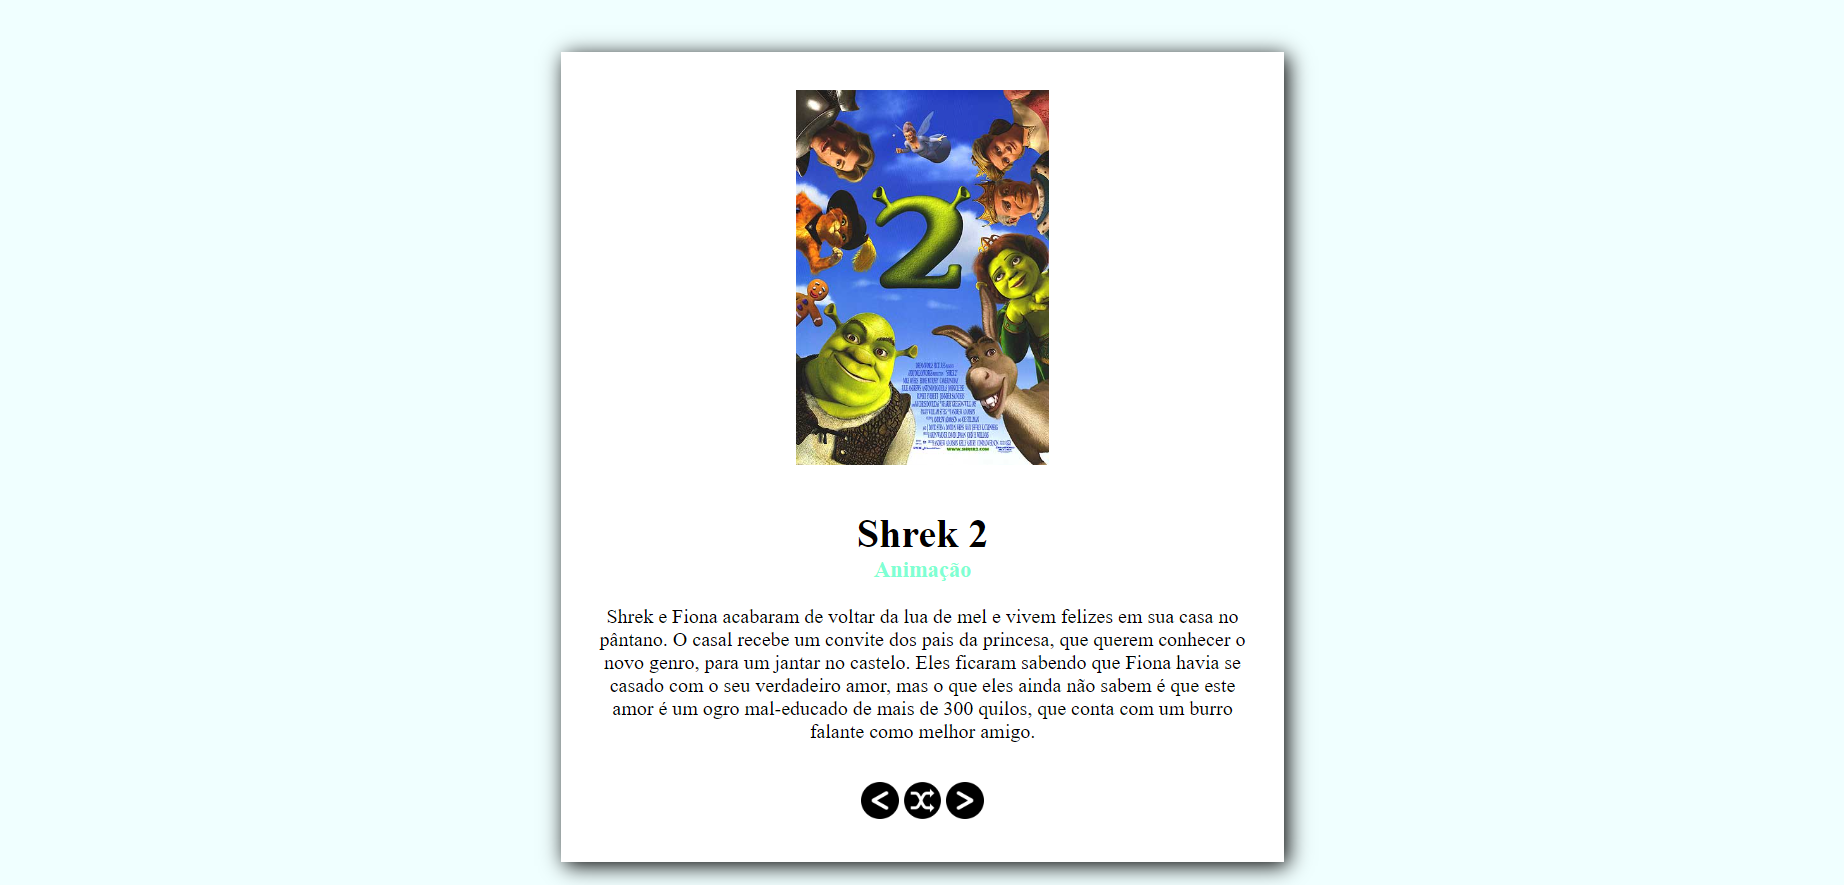 2
WWW.SHREK2.COM
Shrek 2
Animação
Shrek e Fiona acabaram de voltar da lua de mel e vivem felizes em sua casa no
pântano. O casal recebe um convite dos pais da princesa, que querem conhecer o
novo genro, para um jantar no castelo. Eles ficaram sabendo que Fiona havia se
casado com o seu verdadeiro amor, mas o que eles ainda não sabem é que este
amor é um ogro mal-educado de mais de 300 quilos, que conta com um burro
falante como melhor amigo.
< >